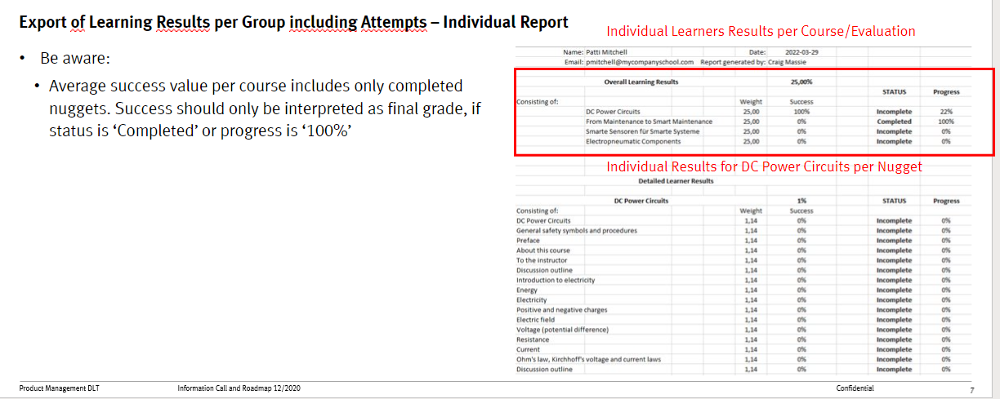 Export of Learning Results per Group including Attempts – Individual Report
• Be aware:
• Average success value per course includes only completed
nuggets. Success should only be interpreted as final grade, if
status is ‘Completed’ or progress is ‘100%’
Individual Learners Results per Course/Evaluation
Name: Patti Mitchell Date: 2022-03-29
Email: pmitchell@mycompanyschool.com Report generated by: Craig Massie
Overall Learning Results 25,00%
STATUS Progress
Consisting of: Weight Success
DC Power Circuits 25,00 100% Incomplete 22%
From Maintenance to Smart Maintenance 25,00 0% Completed 100%
Smarte Sensoren für Smarte Systeme 25,00 0% Incomplete 0%
Electropneumatic Components 25,00 0% Incomplete 0%
Individual Results for DC Power Circuits per Nugget
Detailed Learner Results
DC Power Circuits 1% STATUS Progress
Consisting of: Weight Success
DC Power Circuits 1,14 0% Incomplete 0%
General safety symbols and procedures 1,14 0% Incomplete 0%
Preface 1,14 0% Incomplete 0%
About this course 1,14 0% Incomplete 0%
To the instructor 1,14 0% Incomplete 0%
Discussion outline 1,14 0% Incomplete 0%
Introduction to electricity 1,14 0% Incomplete 0%
Energy 1,14 0% Incomplete 0%
Electricity 1,14 0% Incomplete 0%
Positive and negative charges 1,14 0% Incomplete 0%
Electric field 1,14 0% Incomplete 0%
Voltage (potential difference) 1,14 0% Incomplete 0%
Resistance 1,14 0% Incomplete 0%
Current 1,14 0% Incomplete 0%
Ohm's law, Kirchhoff's voltage and current laws 1,14 0% Incomplete 0%
Discussion outline 1,14 0% Incomplete 0%
Product Management DLT Information Call and Roadmap 12/2020 Confidential 7